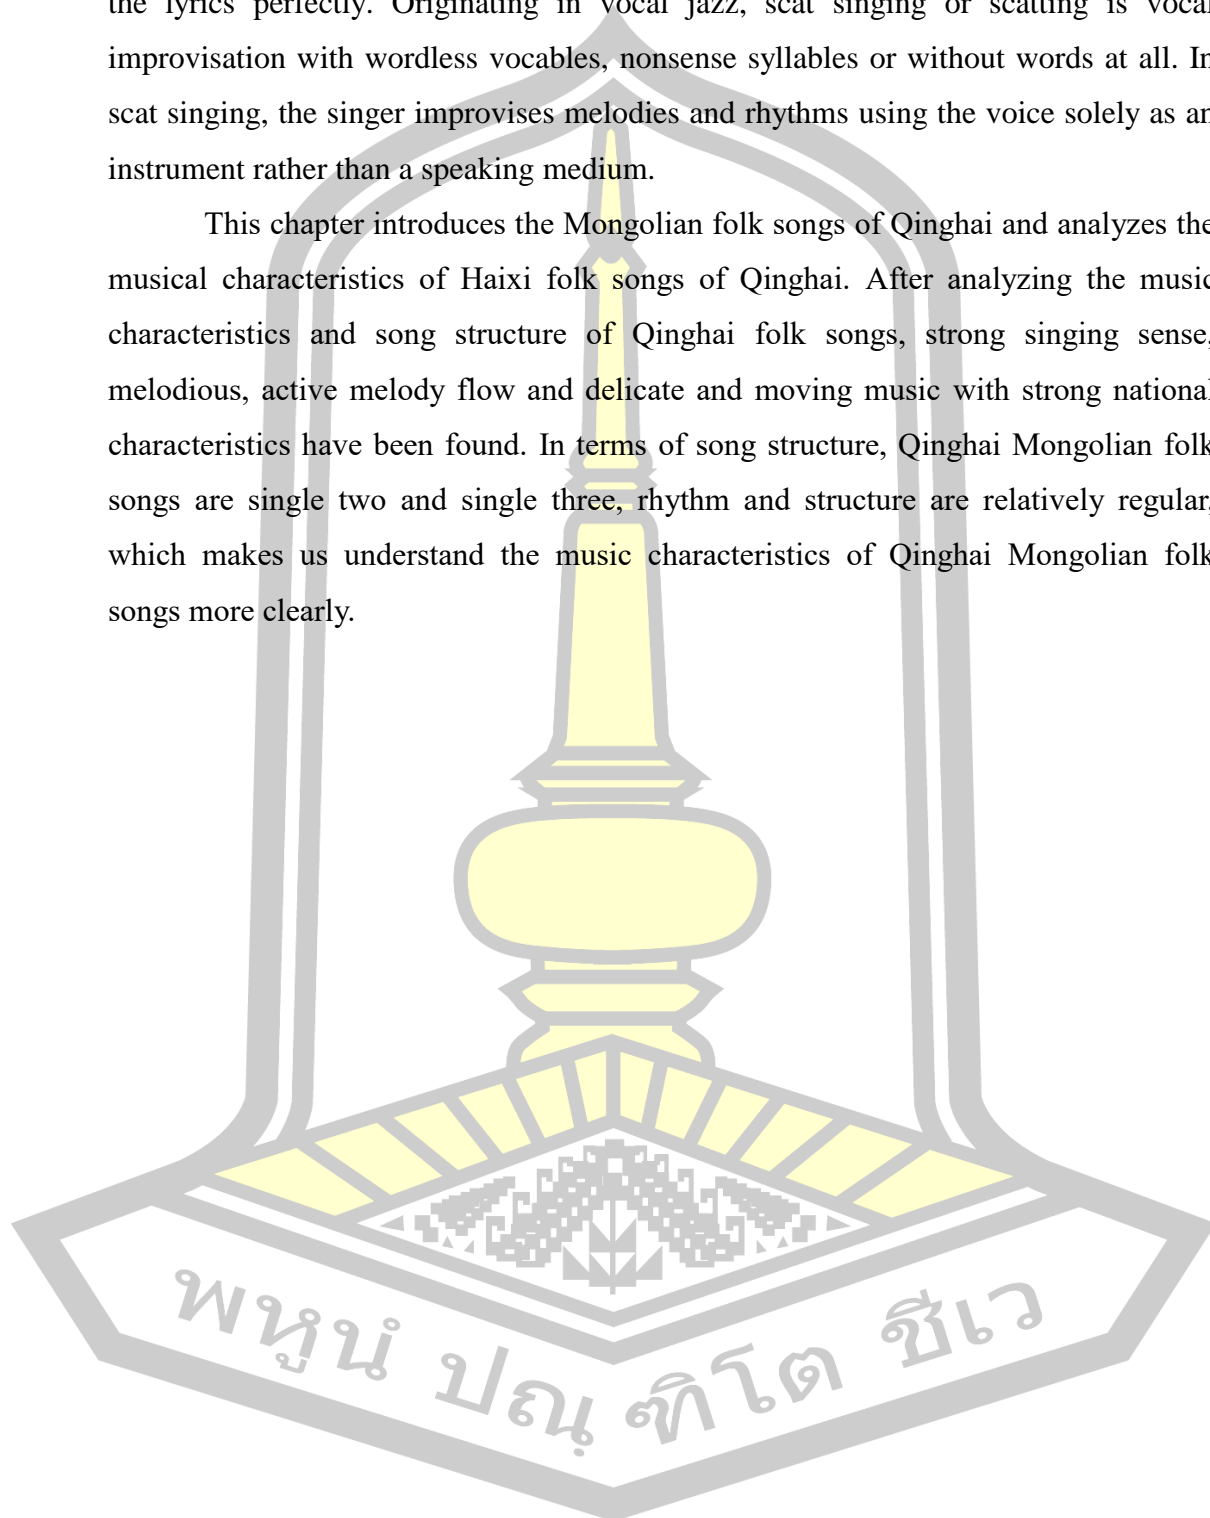 the lyrics perfectly. Originating in vocal jazz, scat singing or scatting is vocal
improvisation with wordless vocables, nonsense syllables or without words at all. In
scat singing, the singer improvises melodies and rhythms using the voice solely as an
instrument rather than a speaking medium.
This chapter introduces the Mongolian folk songs of Qinghai and analyzes the
musical characteristics of Haixi folk songs of Qinghai. After analyzing the music
characteristics and song structure of Qinghai folk songs, strong singing sense,
melodious, active melody flow and delicate and moving music with strong national
characteristics have been found. In terms of song structure, Qinghai Mongolian folk
songs are single two and single three, rhythm and structure are relatively regular,
which makes us understand the music characteristics of Qinghai Mongolian folk
songs more clearly.
พหูนํ ปณฺฑิโต ชีเว